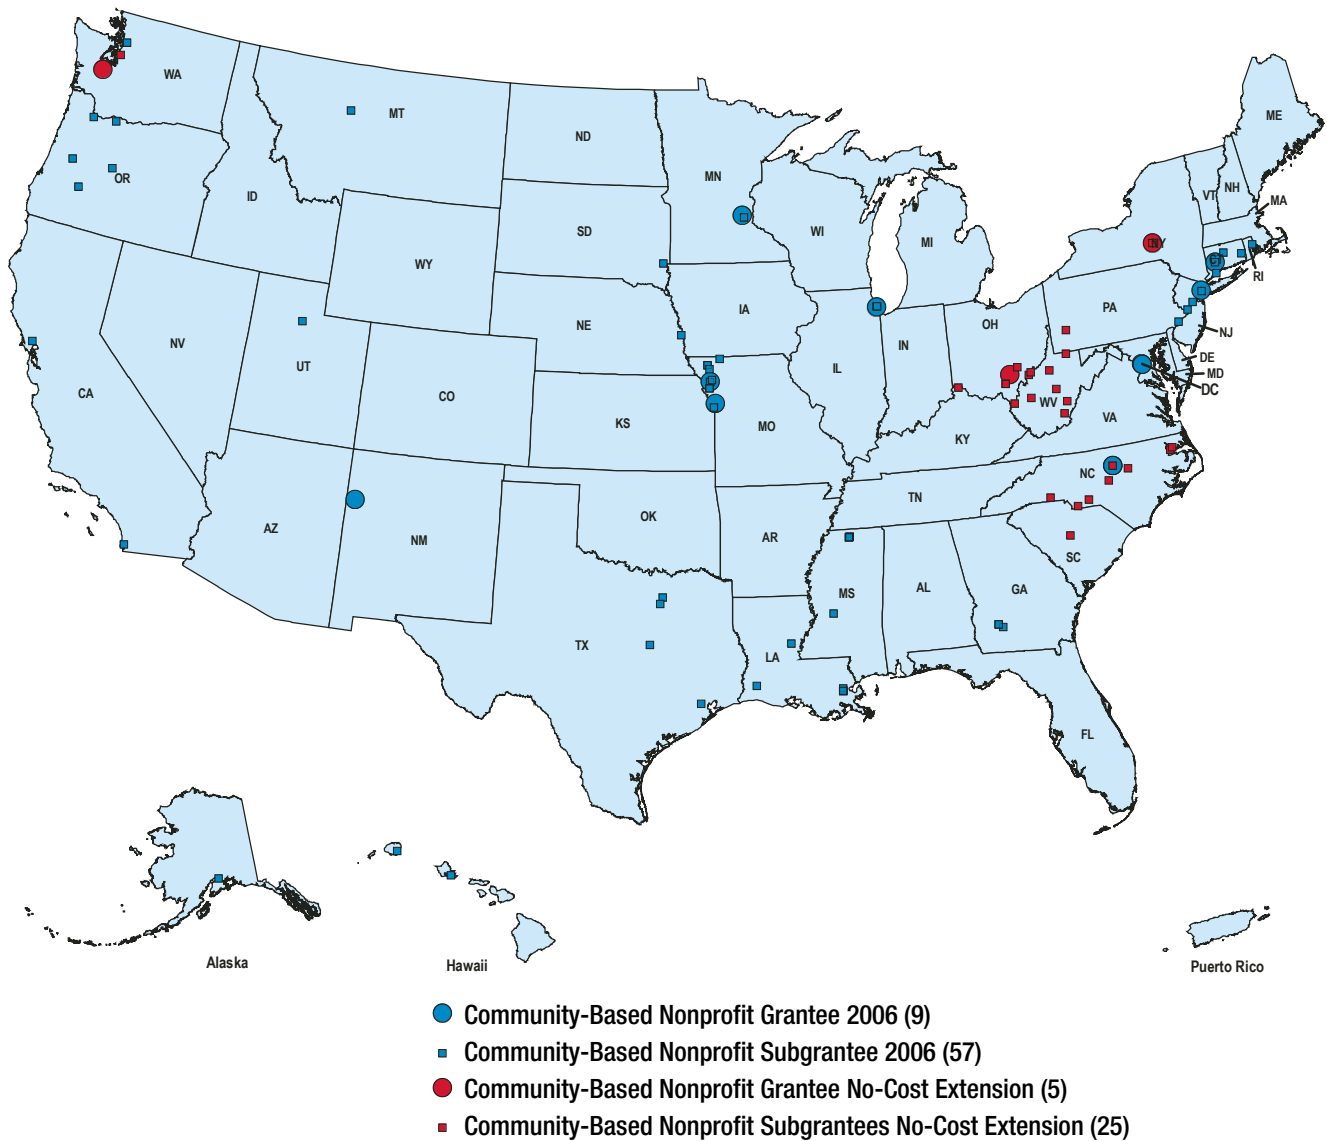 WA
MT
ND
MN
ME
VT
NH
MA
OR
ID
SD
WI
MI
NY
CT
RI
WY
IA
PA
NE
OH
NJ
NV
UT
IL
IN
DE
MD
DC
CA
CO
KS
MO
WV
VA
KY
NC
AZ
NM
OK
TN
AR
SC
MS
AL
GA
TX
LA
FL
Alaska
Hawaii
Puerto Rico
Community-Based Nonprofit Grantee 2006 (9)
Community-Based Nonprofit Subgrantee 2006 (57)
Community-Based Nonprofit Grantee No-Cost Extension (5)
Community-Based Nonprofit Subgrantees No-Cost Extension (25)